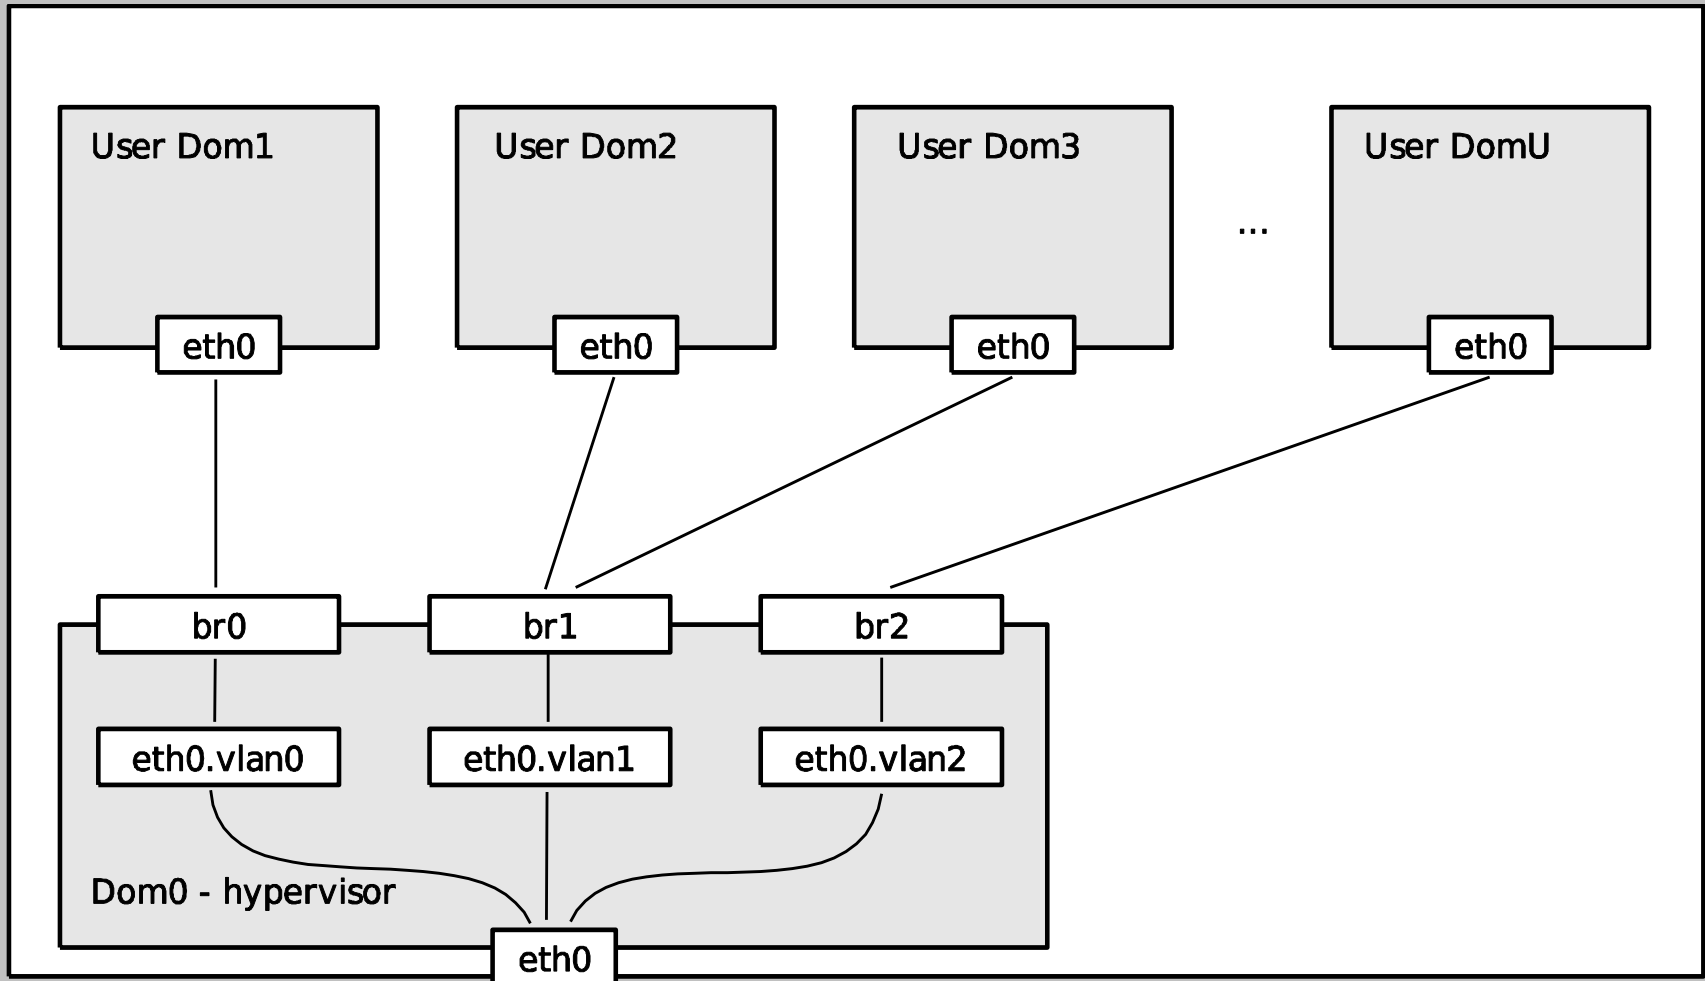 User Dom1
User Dom2
User Dom3
User DomU
...
eth0
eth0
eth0
eth0
br0
br1
br2
eth0.vlan0
eth0.vlan1
eth0.vlan2
Dom0 - hypervisor
eth0